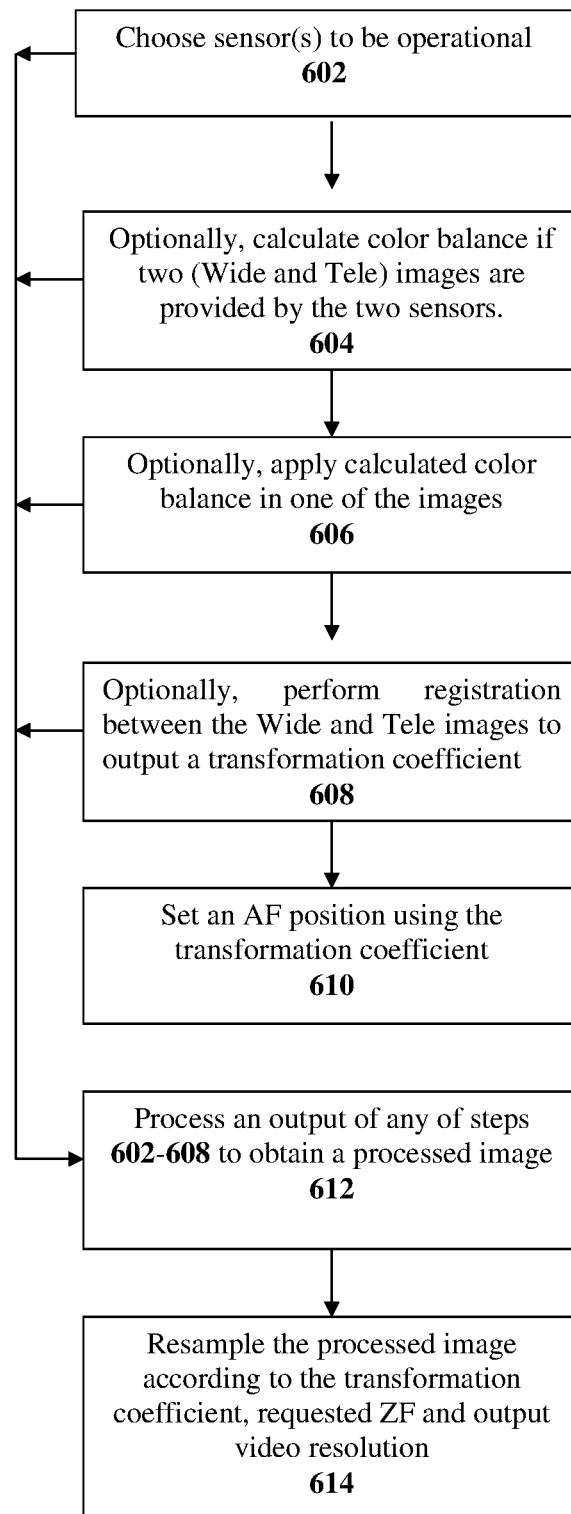 Choose sensor(s) to be operational
602
Optionally, calculate color balance if
two (Wide and Tele) images are
provided by the two sensors.
604
Optionally, apply calculated color
balance in one of the images
606
Optionally, perform registration
between the Wide and Tele images to
output a transformation coefficient
608
Set an AF position using the
transformation coefficient
610
Process an output of any of steps
602-608 to obtain a processed image
612
Resample the processed image
according to the transformation
coefficient, requested ZF and output
video resolution
614